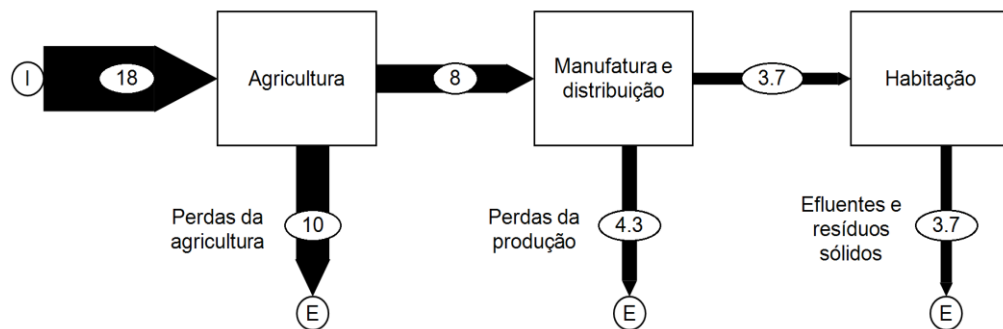 I
18
Agricultura
8
Manufatura e
distribuição
3.7
Habitação
Perdas da
agricultura
10
Perdas da
produção
4.3
Efluentes e
resíduos
sólidos
3.7
E
E
E